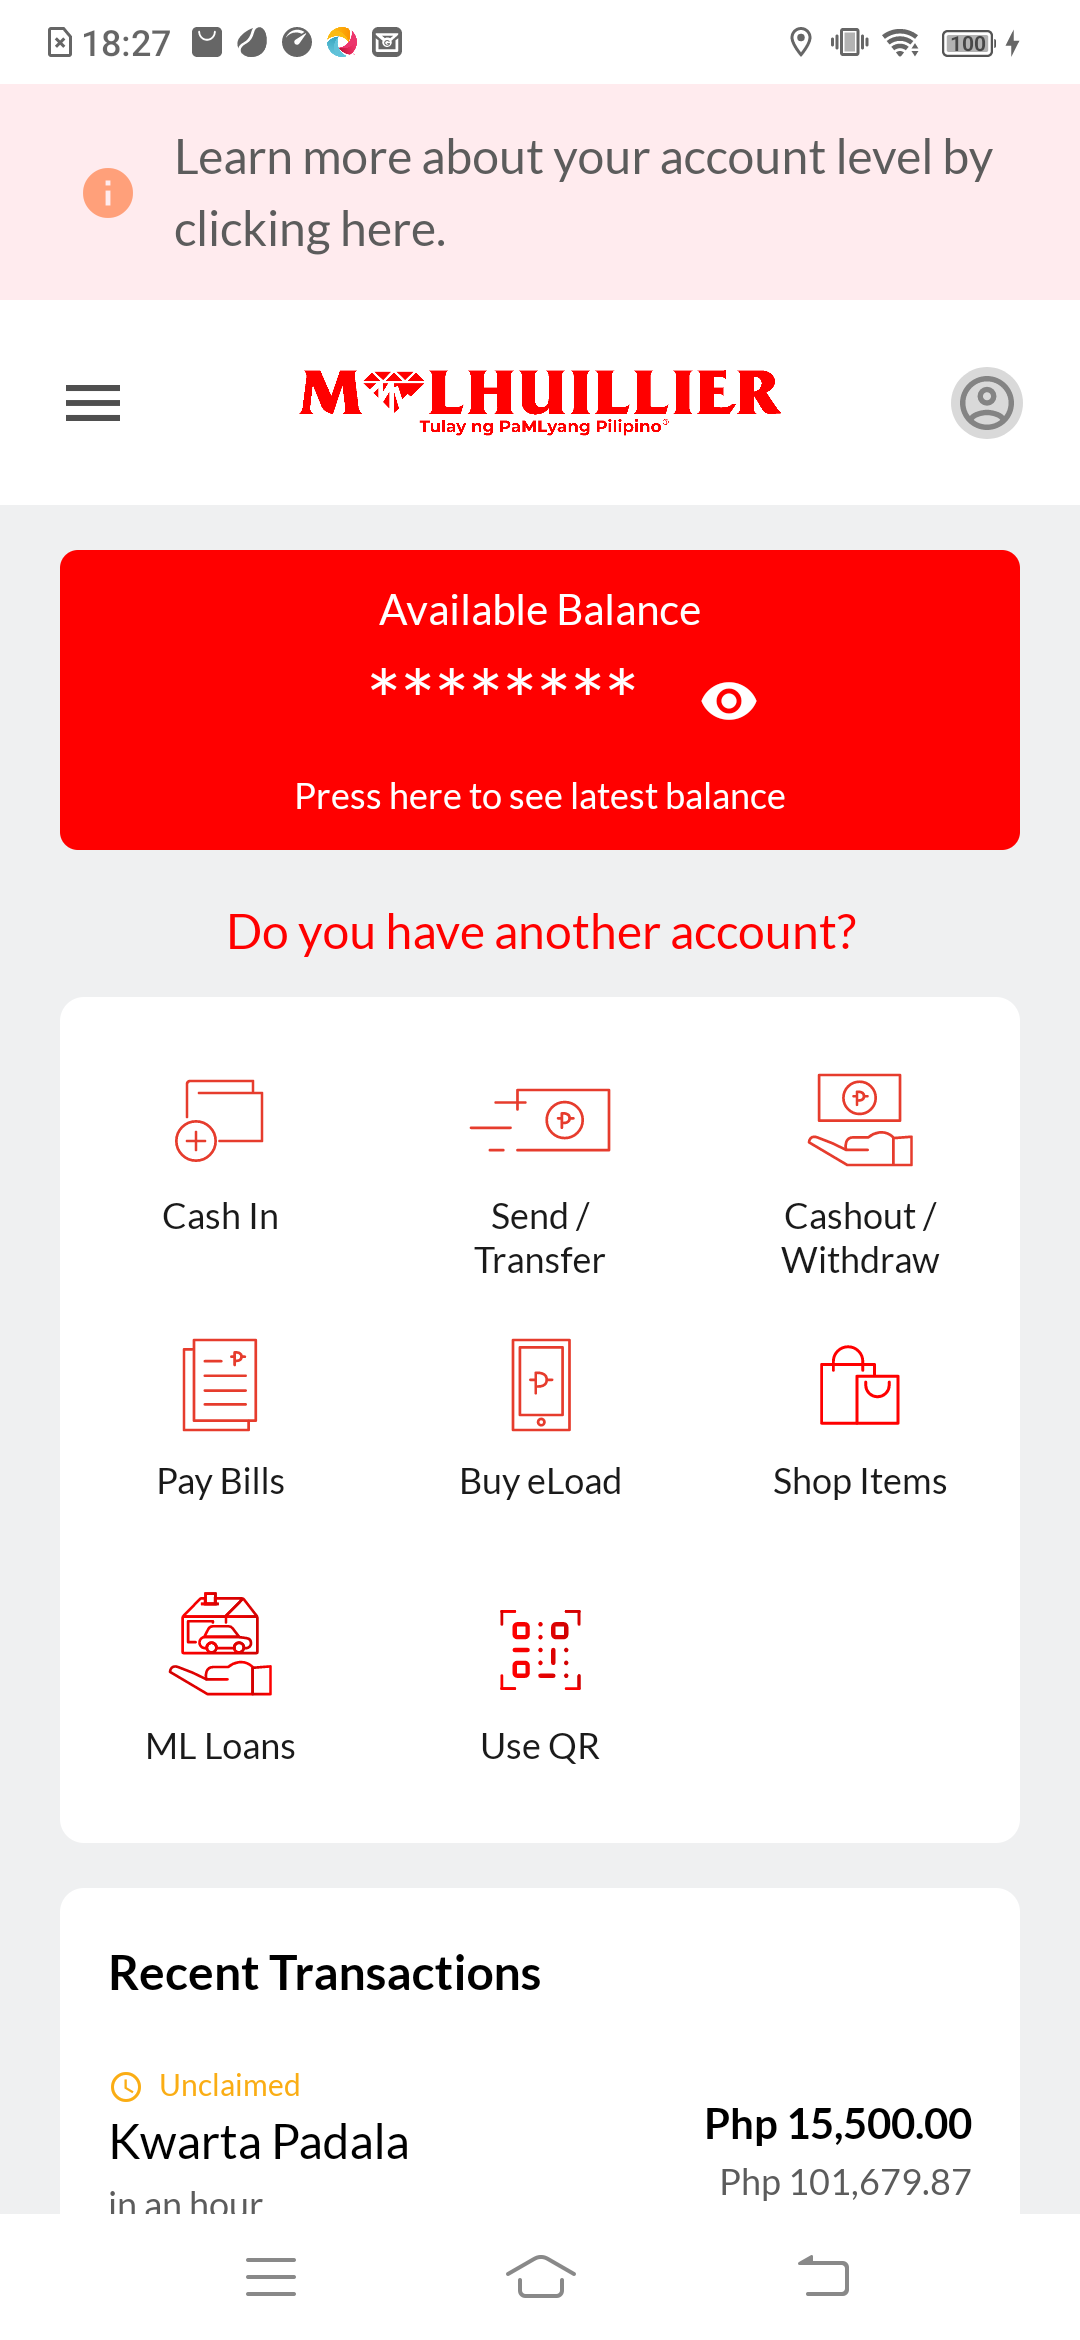 18:27
100
Learn more about your account level by
clicking here.
M LHUILLIER
Tulay ng PaMLyang Pilipino®
Available Balance
********
Press here to see latest balance
Do you have another account?
Cash In
Send /
Transfer
Cashout /
Withdraw
Pay Bills
Buy eLoad
Shop Items
ML Loans
Use QR
Recent Transactions
Unclaimed
Kwarta Padala
Php 15,500.00
Php 101,679.87
in an hour